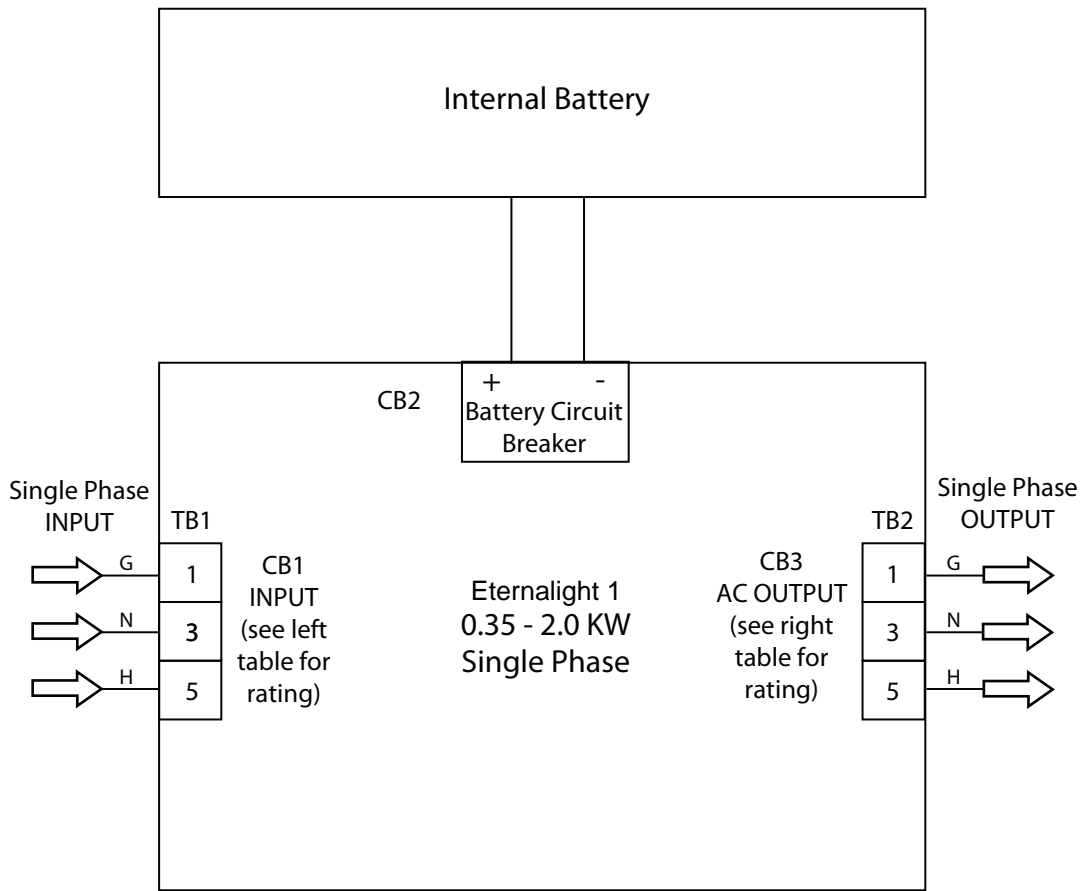 Internal Battery
CB2
+ -
Battery Circuit
Breaker
Single Phase
INPUT
TB1
G
1
N
3
H
5
CB1
INPUT
(see left
table for
rating)
Eternalight 1
0.35 - 2.0 KW
Single Phase
CB3
AC OUTPUT
(see right
table for
rating)
TB2
1
G
3
N
5
H
Single Phase
OUTPUT